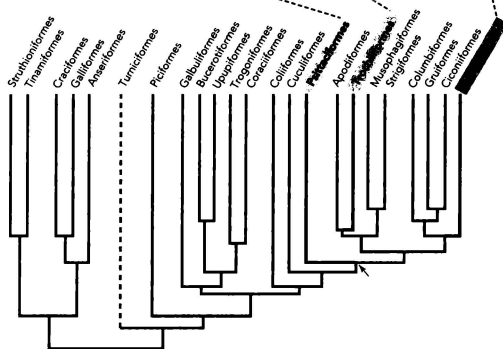 Struthioniformes
Tinamiformes
Craciformes
Galliformes
Anseriformes
Turniciformes
Piciformes
Galbuliformes
Bucerotiformes
Upupiformes
Trogoniformes
Coraciiformes
Coliiformes
Cuculiformes
Apodiformes
Musophagiformes
Strigiformes
Columbiformes
Gruiformes
Ciconiiformes